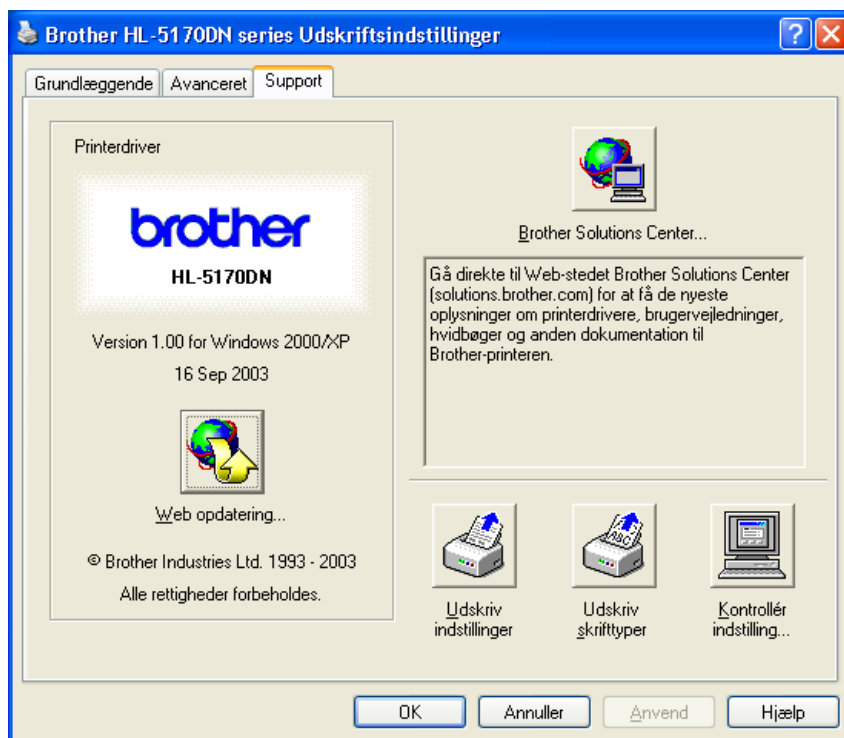 Brother HL-5170DN series Udskriftsindstillinger
Grundlæggende Avanceret Support
Printerdriver
brother
HL-5170DN
Version 1.00 for Windows 2000/XP
16 Sep 2003
Web opdatering...
© Brother Industries Ltd. 1993 - 2003
Alle rettigheder forbeholdes.
Brother Solutions Center...
Gå direkte til Web-stedet Brother Solutions Center
(solutions.brother.com) for at få de nyeste
oplysninger om printerdrivere, brugervejledninger,
hvidbøger og anden dokumentation til
Brother-printeren.
Udskriv
indstillinger
ABC
Udskriv
skrifttyper
Kontrollér
indstilling...
OK Annuller Anvend Hjælp